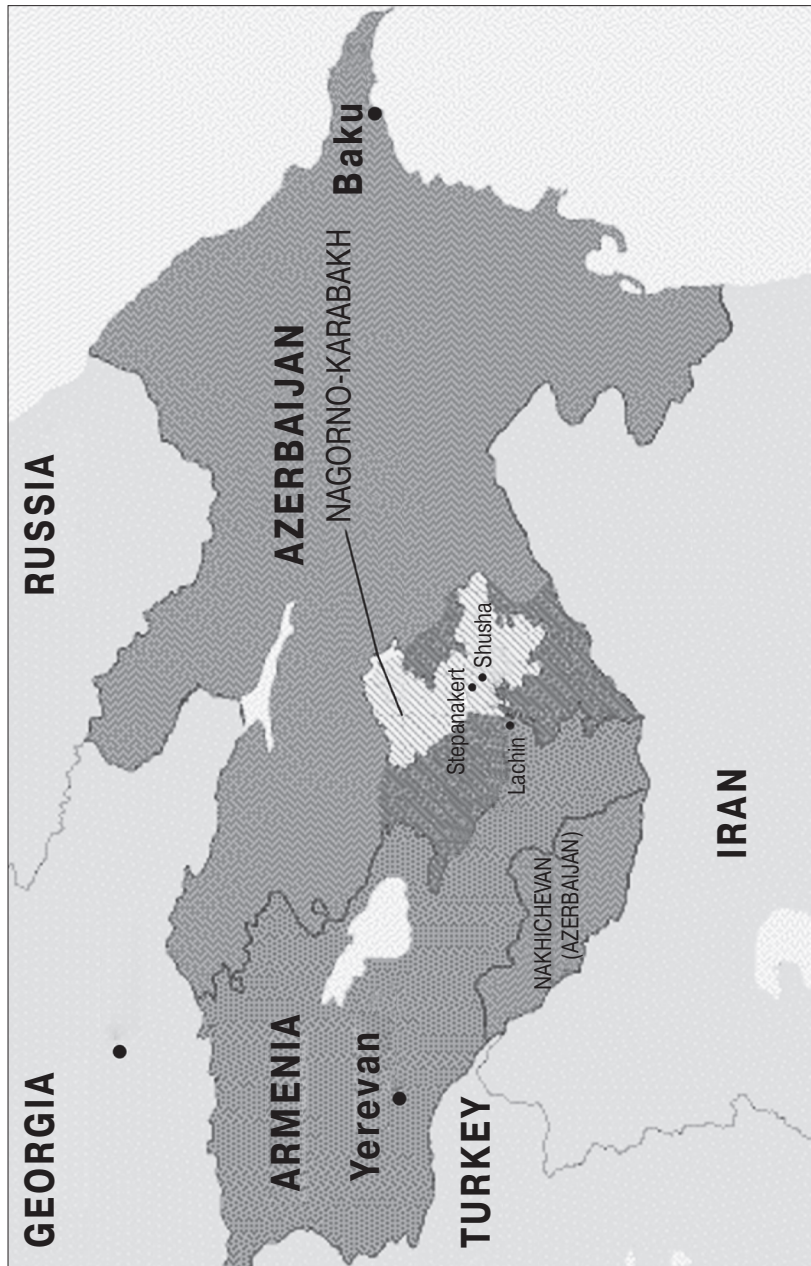 GEORGIA
RUSSIA
ARMENIA
Yerevan
AZERBAIJAN
NAGORNO-KARABAKH
Baku
Stepanakert
Shusha
Lachin
NAKHICHEVAN
(AZERBAIJAN)
TURKEY
IRAN